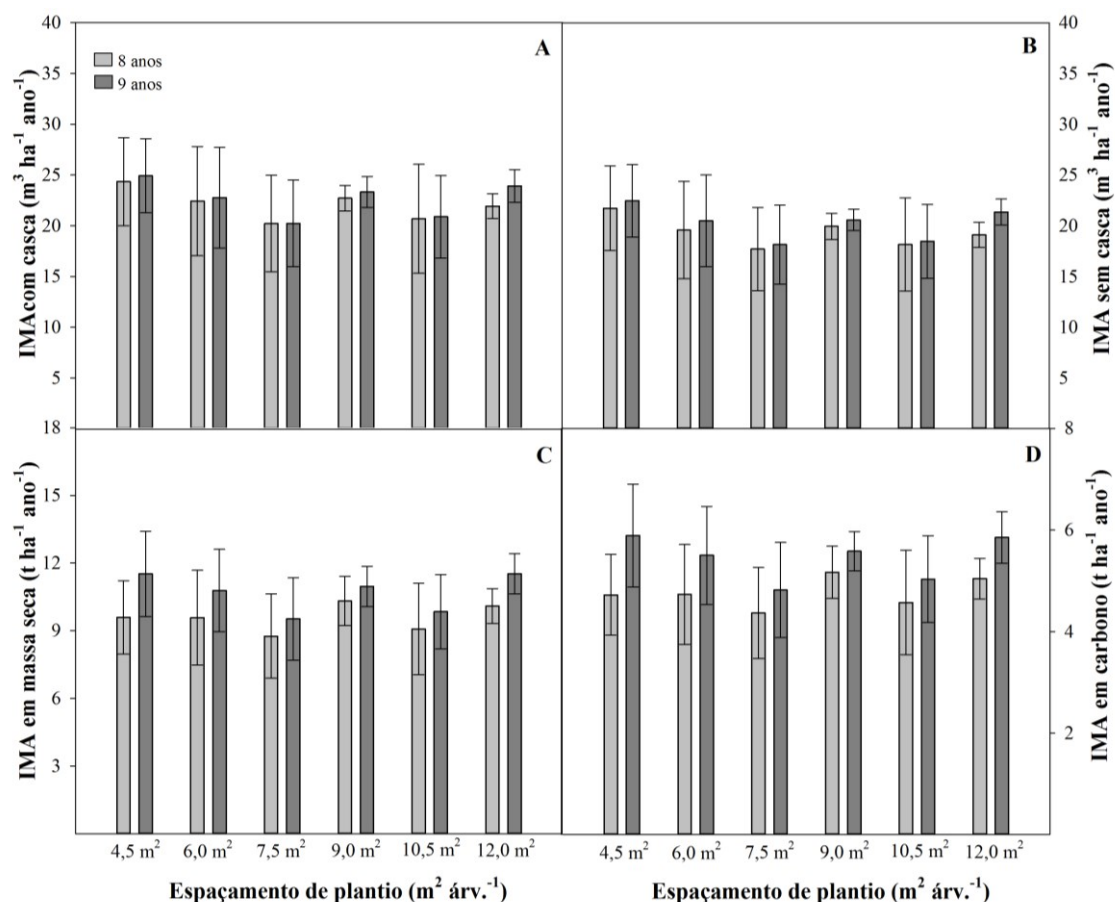 A
8 anos
9 anos
IMAcom casca (m³ ha⁻¹ ano⁻¹)
40
35
30
25
20
15
10
5
B
IMA sem casca (m³ ha⁻¹ ano⁻¹)
40
35
30
25
20
15
10
5
C
IMA em massa seca (t ha⁻¹ ano⁻¹)
18
15
12
9
6
3
4,5 m²
6,0 m²
7,5 m²
9,0 m²
10,5 m²
12,0 m²
Espaçamento de plantio (m² árv.⁻¹)
D
IMA em carbono (t ha⁻¹ ano⁻¹)
8
6
4
2
4,5 m²
6,0 m²
7,5 m²
9,0 m²
10,5 m²
12,0 m²
Espaçamento de plantio (m² árv.⁻¹)